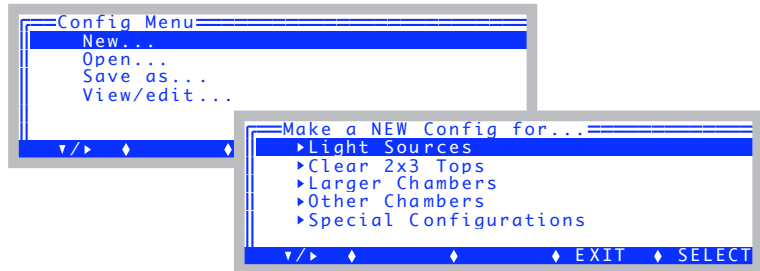 Config Menu
New...
Open...
Save as...
View/edit...
Make a NEW Config for...
Light Sources
Clear 2x3 Tops
Larger Chambers
Other Chambers
Special Configurations
EXIT SELECT